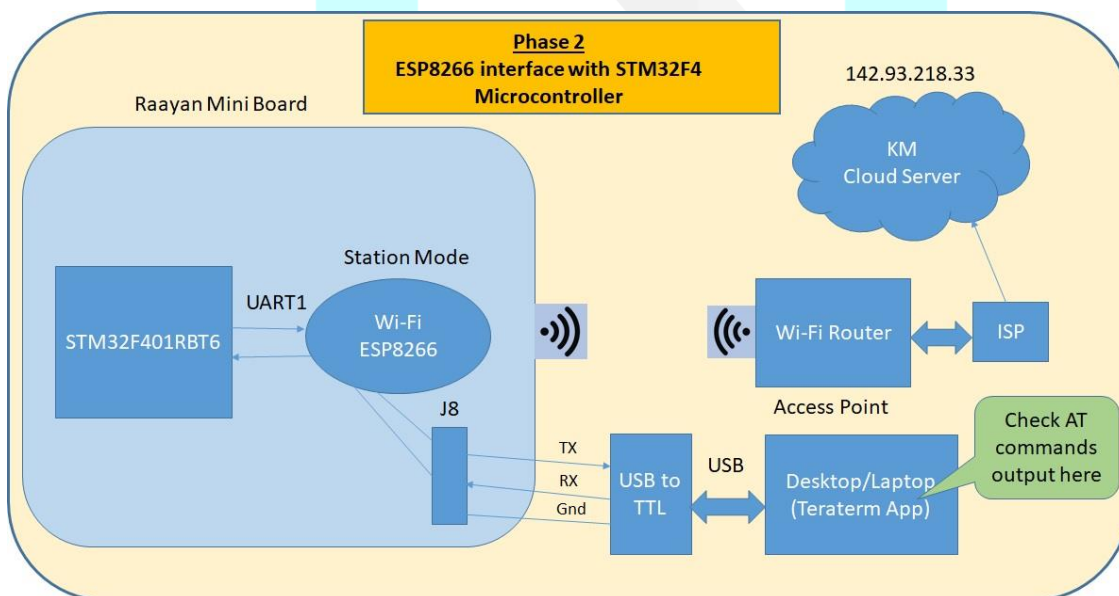 Phase 2
ESP8266 interface with STM32F4
Microcontroller
142.93.218.33
Raayan Mini Board
KM
Cloud Server
Station Mode
UART1
STM32F401RBT6
Wi-Fi
ESP8266
Wi-Fi Router
ISP
Access Point
J8
Check AT
commands
output here
TX
RX
Gnd
USB to
TTL
USB
Desktop/Laptop
(Teraterm App)